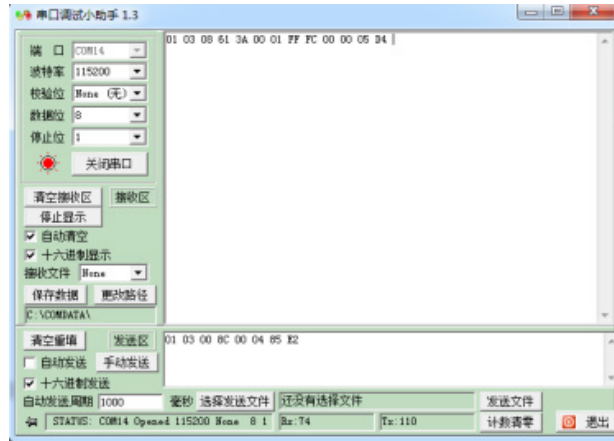 串口调试小助手 1.3
端 口 COM14
波特率 115200
校验位 None (无)
数据位 8
停止位 1
关闭串口
清空接收区 接收区
停止显示
自动清空
十六进制显示
接收文件 None
保存数据 更改路径
C:\COMDATA\
01 03 08 61 3A 00 01 FF FC 00 00 05 D4
清空重填 发送区
自动发送 手动发送
十六进制发送
01 03 00 8C 00 04 85 E2
自动发送周期 1000 毫秒 选择发送文件 还没有选择文件 发送文件
STATUS: COM14 Opened 115200 None 8 1 Rx:74 Tx:110 计数清零 退出